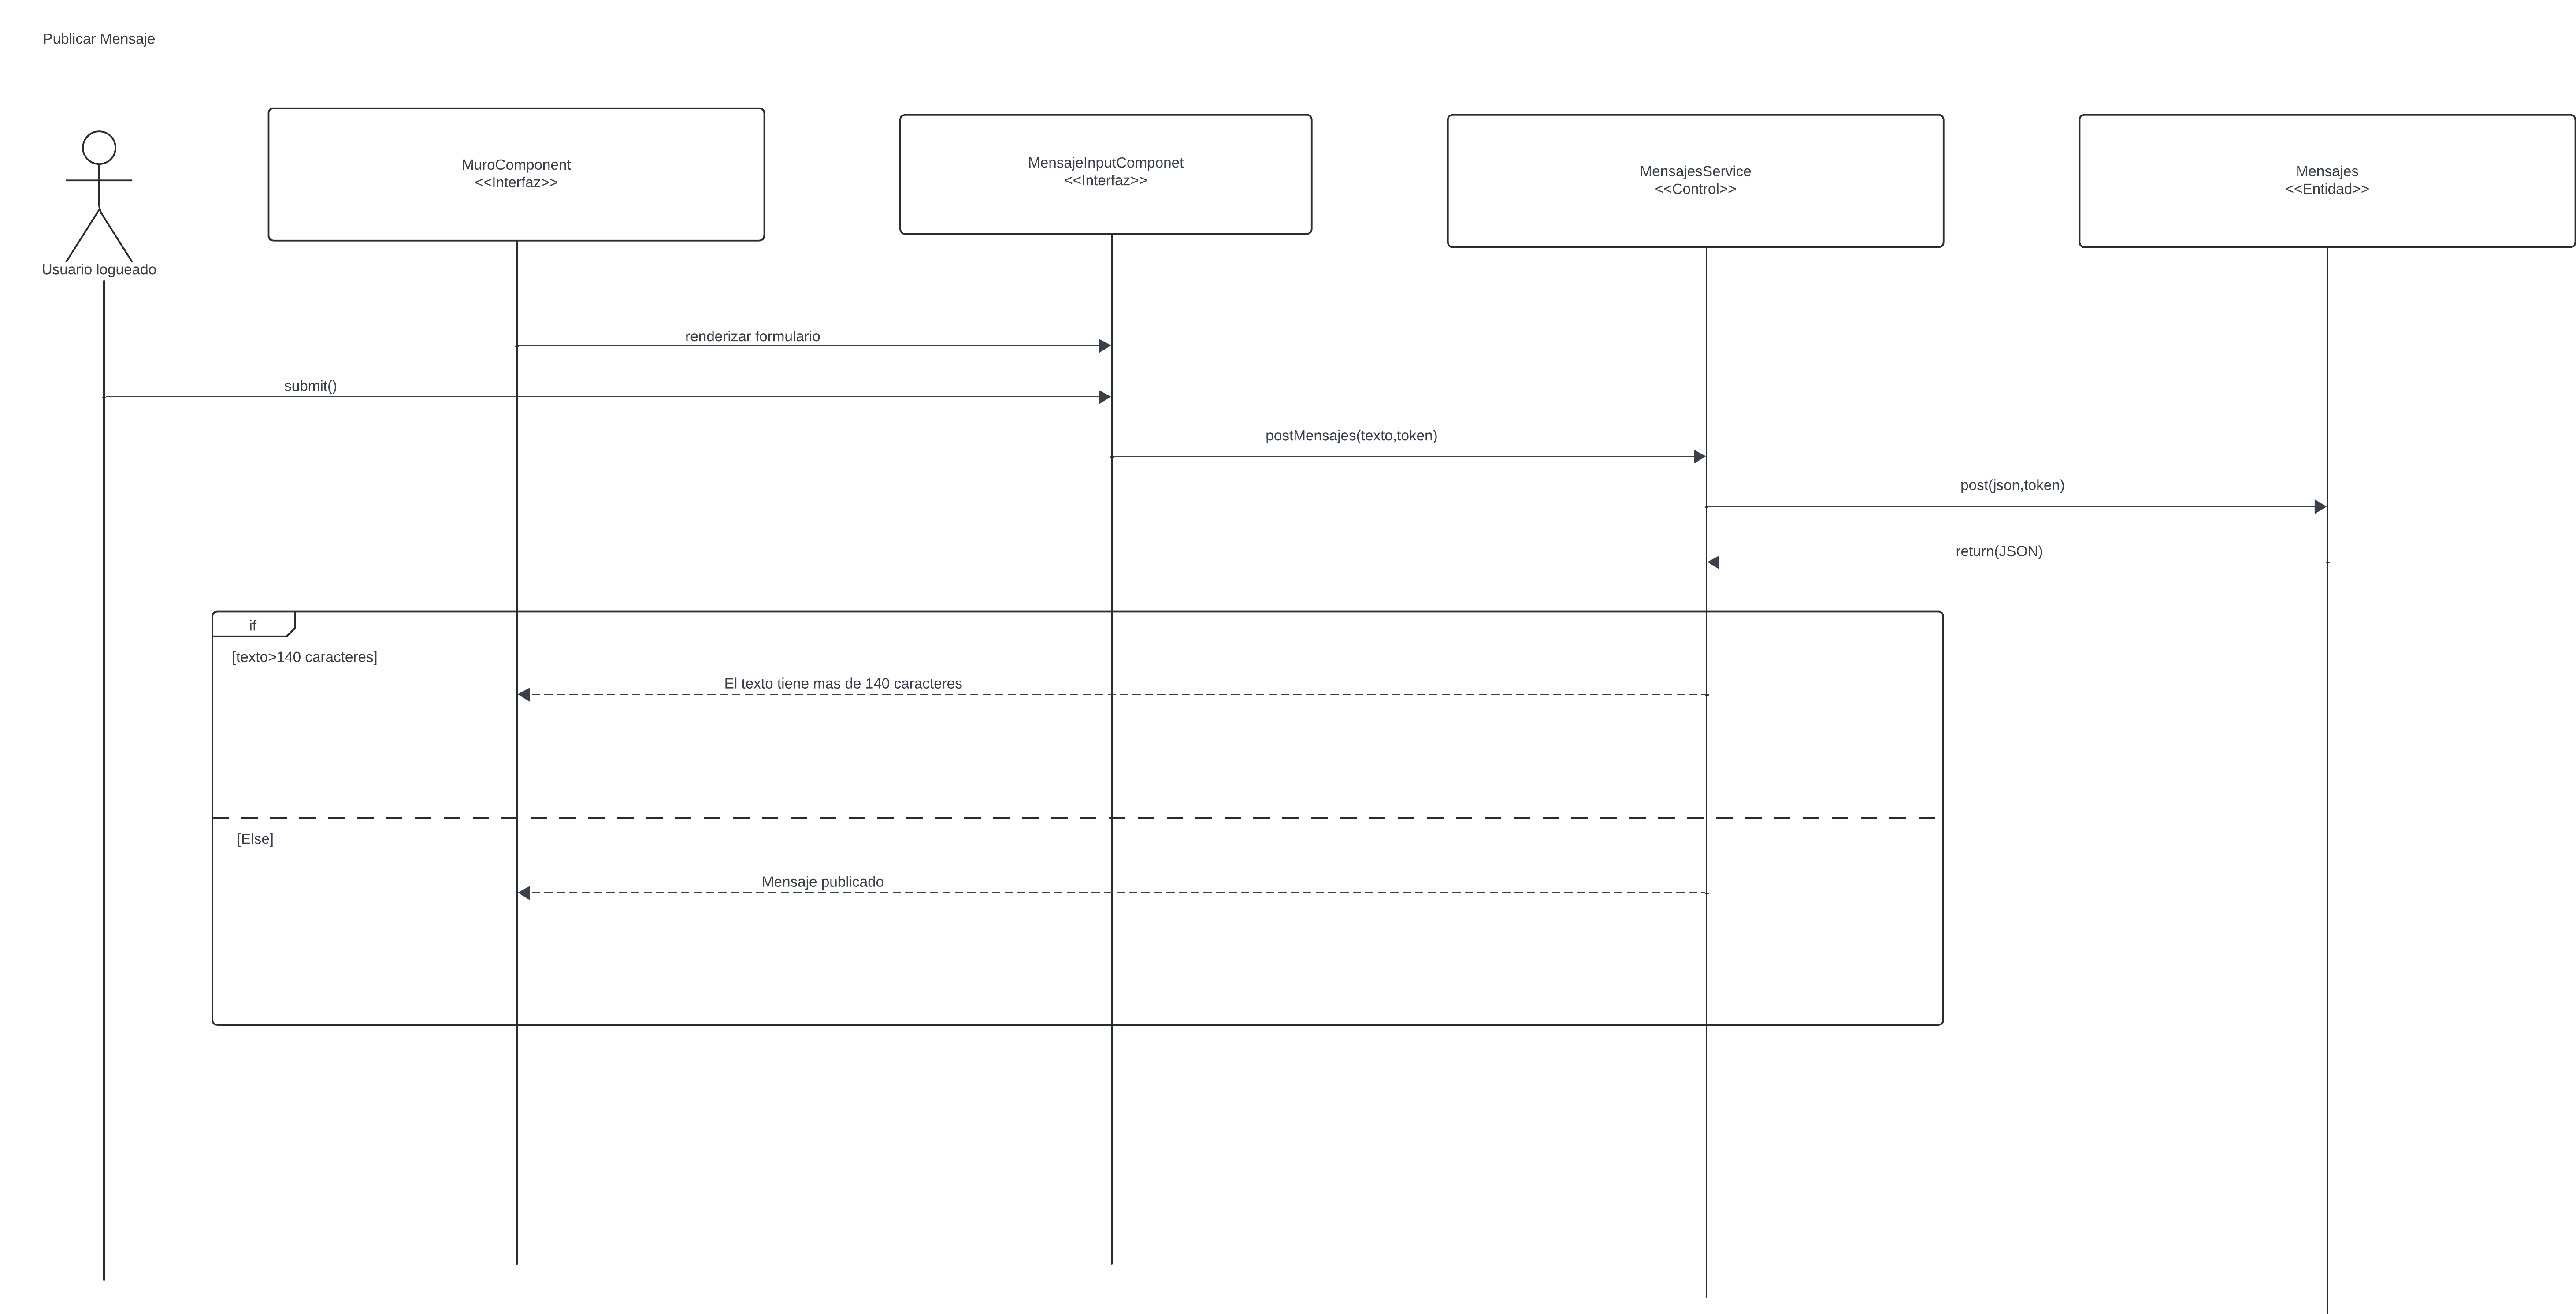 Publicar Mensaje
Usuario logueado
MuroComponent
<<Interfaz>>
MensajeInputComponet
<<Interfaz>>
MensajesService
<<Control>>
Mensajes
<<Entidad>>
renderizar formulario
submit()
postMensajes(texto,token)
post(json,token)
return(JSON)
if
[texto>140 caracteres]
El texto tiene mas de 140 caracteres
[Else]
Mensaje publicado